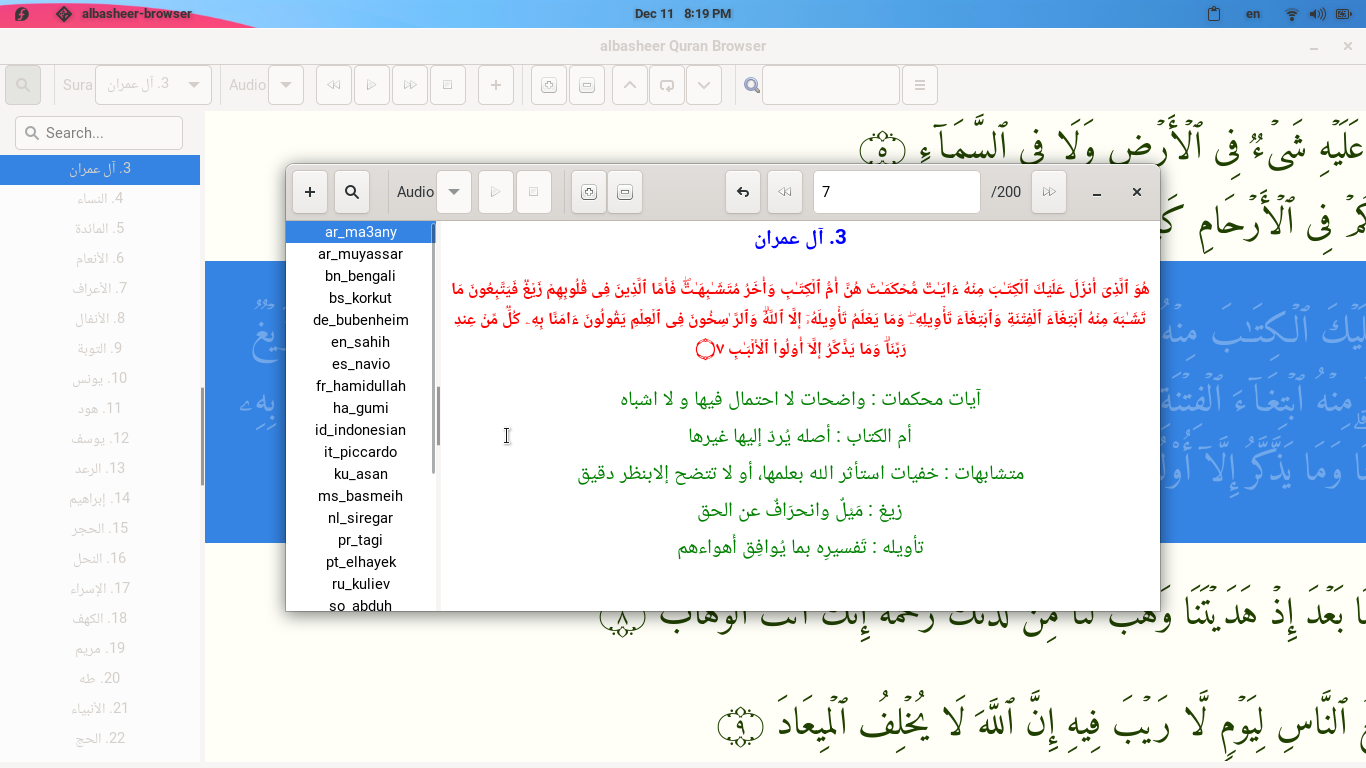 albasheer-browser
Dec 11 8:19 PM
en
albasheer Quran Browser
Sura
3. آل عمران
Audio
Search...
3. آل عمران
4. النساء
5. المائدة
6. الأنعام
7. الأعراف
8. الأنفال
9. التوبة
10. يونس
11. هود
12. يوسف
13. الرعد
14. إبراهيم
15. الحجر
16. النحل
17. الإسراء
18. الكهف
19. مريم
20. طه
21. الأنبياء
22. الحج
عَلَيْهِ شَىْءٌۭ فِى ٱلْأَرْضِ وَلَا فِى ٱلسَّمَآءِ ۝٥
فِى ٱلْأَرْحَامِ
Audio
7
/200
ar_ma3any
ar_muyassar
bn_bengali
bs_korkut
de_bubenheim
en_sahih
es_navio
fr_hamidullah
ha_gumi
id_indonesian
it_piccardo
ku_asan
ms_basmeih
nl_siregar
pr_tagi
pt_elhayek
ru_kuliev
so_abduh
3. آل عمران
هُوَ ٱلَّذِىٓ أَنزَلَ عَلَيْكَ ٱلْكِتَـٰبَ مِنْهُ ءَايَـٰتٌۭ مُّحْكَمَـٰتٌ هُنَّ أُمُّ ٱلْكِتَـٰبِ وَأُخَرُ مُتَشَـٰبِهَـٰتٌۭ ۖ فَأَمَّا ٱلَّذِينَ فِى قُلُوبِهِمْ زَيْغٌۭ فَيَتَّبِعُونَ مَا
تَشَـٰبَهَ مِنْهُ ٱبْتِغَآءَ ٱلْفِتْنَةِ وَٱبْتِغَآءَ تَأْوِيلِهِۦ ۗ وَمَا يَعْلَمُ تَأْوِيلَهُۥٓ إِلَّا ٱللَّهُ ۗ وَٱلرَّٰسِخُونَ فِى ٱلْعِلْمِ يَقُولُونَ ءَامَنَّا بِهِۦ كُلٌّۭ مِّنْ عِندِ
رَبِّنَا ۗ وَمَا يَذَّكَّرُ إِلَّآ أُو۟لُوا۟ ٱلْأَلْبَـٰبِ ۝٧
آيات محكمات : واضحات لا احتمال فيها و لا اشباه
أم الكتاب : أصله يُردّ إليها غيرها
متشابهات : خفيات استأثر الله بعلمها، أو لا تتضح إلابنظر دقيق
زيغ : مَيْلٌ وانحرَافٌ عن الحق
تأويله : تَفسيرِه بما يُوافِق أهواءهم
ٱلْكِتَـٰبَ مِنْهُ
مِنْهُ ٱبْتِغَآءَ ٱلْفِتْنَةِ
وَمَا يَذَّكَّرُ إِلَّآ
بَعْدَ إِذْ هَدَيْتَنَا وَهَبْ لَنَا مِن لَّدُنكَ رَحْمَةً إِنَّكَ أَنتَ ٱلْوَهَّابُ ۝٨
ٱلنَّاسِ لِيَوْمٍۢ لَّا رَيْبَ فِيهِ إِنَّ ٱللَّهَ لَا يُخْلِفُ ٱلْمِيعَادَ ۝٩